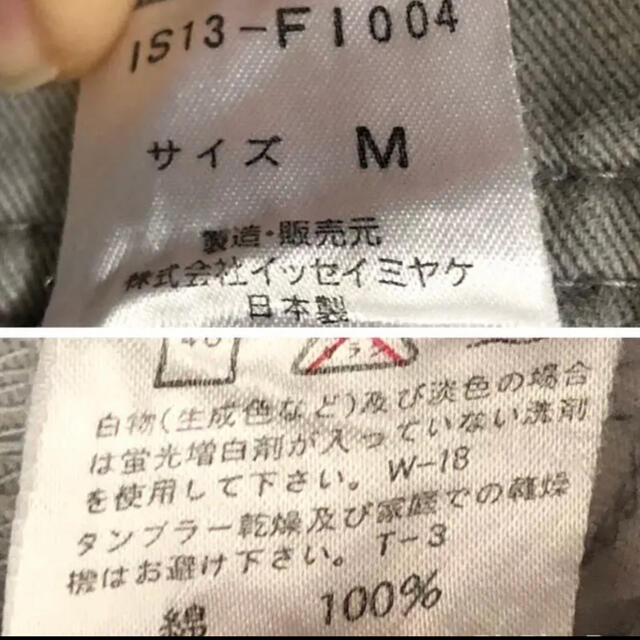 IS13-FI004
サイズ M
製造・販売元
株式会社イッセイミヤケ
日本製
40
エンソ
白物(生成色など)及び淡色の場合
は蛍光増白剤が入っていない洗剤
を使用して下さい。W-18
タンブラー乾燥及び家庭での乾燥
機はお避け下さい。T-3
綿 100%